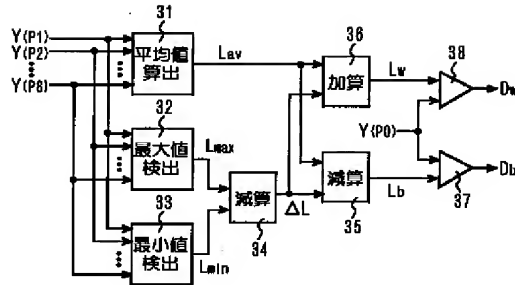 31
Y(P1)
Y(P2)
Y(P8)
平均値
算出
Lav
36
加算
Lw
38
Dw
32
最大値
検出
Lmax
Y(P0)
33
最小値
検出
Lmin
減算
34
ΔL
減算
35
Lb
37
Db